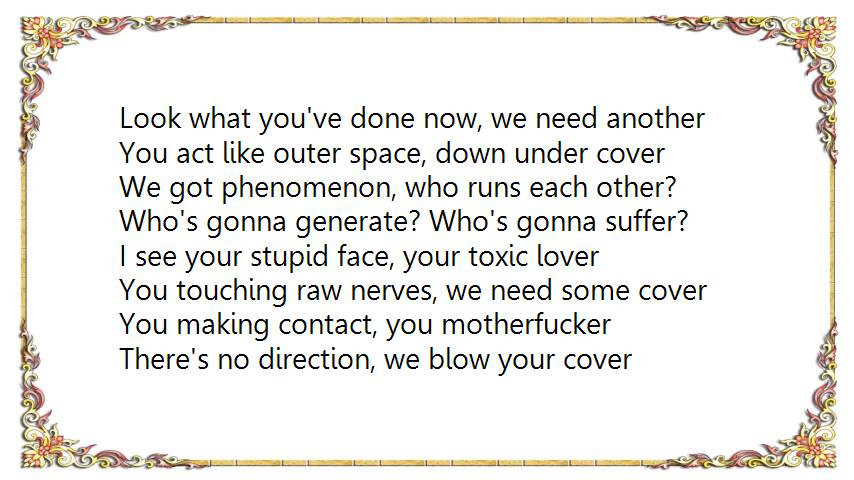 Look what you've done now, we need another
You act like outer space, down under cover
We got phenomenon, who runs each other?
Who's gonna generate? Who's gonna suffer?
I see your stupid face, your toxic lover
You touching raw nerves, we need some cover
You making contact, you motherfucker
There's no direction, we blow your cover